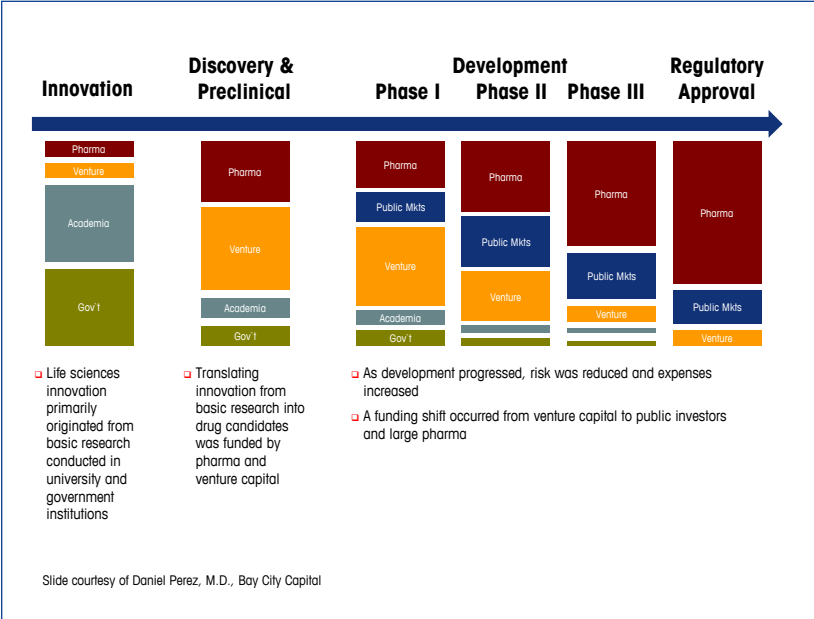 Innovation
Discovery &
Preclinical
Development
Phase I
Phase II
Phase III
Regulatory
Approval
Pharma
Venture
Academia
Gov't
Pharma
Venture
Academia
Gov't
Pharma
Public Mkts
Venture
Academia
Gov't
Pharma
Public Mkts
Venture
Pharma
Public Mkts
Venture
Pharma
Public Mkts
Venture
Life sciences
innovation
primarily
originated from
basic research
conducted in
university and
government
institutions
Translating
innovation from
basic research into
drug candidates
was funded by
pharma and
venture capital
As development progressed, risk was reduced and expenses
increased
A funding shift occurred from venture capital to public investors
and large pharma
Slide courtesy of Daniel Perez, M.D., Bay City Capital